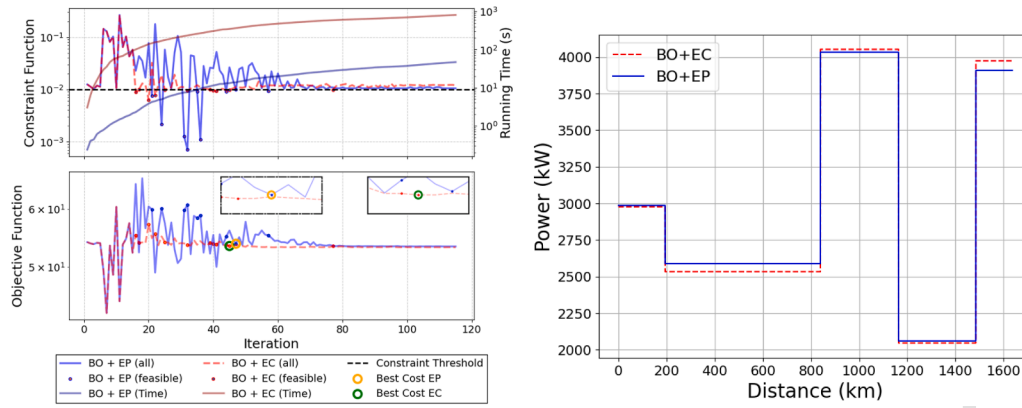 Constraint Function
10⁻¹
10⁻²
10⁻³
10³
10²
10¹
10⁰
Running Time (s)
Objective Function
6 × 10¹
5 × 10¹
0 20 40 60 80 100 120
Iteration
BO + EP (all) BO + EC (all) Constraint Threshold
BO + EP (feasible) BO + EC (feasible) Best Cost EP
BO + EP (Time) BO + EC (Time) Best Cost EC
Power (kW)
4000
3750
3500
3250
3000
2750
2500
2250
2000
BO+EC
BO+EP
0 200 400 600 800 1000 1200 1400 1600
Distance (km)